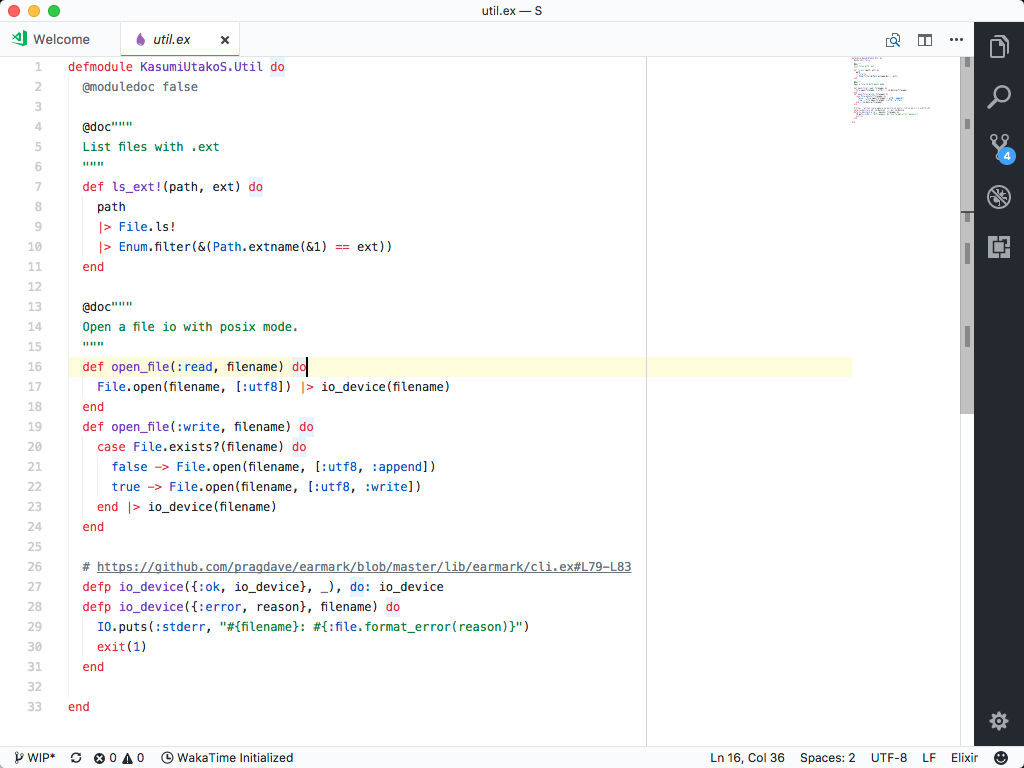 util.ex — S
Welcome
util.ex
1 defmodule KasumiUtakoS.Util do
2 @moduledoc false
3
4 @doc"""
5 List files with .ext
6 """
7 def ls_ext!(path, ext) do
8 path
9 |> File.ls!
10 |> Enum.filter(&(Path.extname(&1) == ext))
11 end
12
13 @doc"""
14 Open a file io with posix mode.
15 """
16 def open_file(:read, filename) do
17 File.open(filename, [:utf8]) |> io_device(filename)
18 end
19 def open_file(:write, filename) do
20 case File.exists?(filename) do
21 false -> File.open(filename, [:utf8, :append])
22 true -> File.open(filename, [:utf8, :write])
23 end |> io_device(filename)
24 end
25
26 # https://github.com/pragdave/earmark/blob/master/lib/earmark/cli.ex#L79-L83
27 defp io_device({:ok, io_device}, _), do: io_device
28 defp io_device({:error, reason}, filename) do
29 IO.puts(:stderr, "#{filename}: #{:file.format_error(reason)}")
30 exit(1)
31 end
32
33 end
4
WIP* 0 0 WakaTime Initialized Ln 16, Col 36 Spaces: 2 UTF-8 LF Elixir